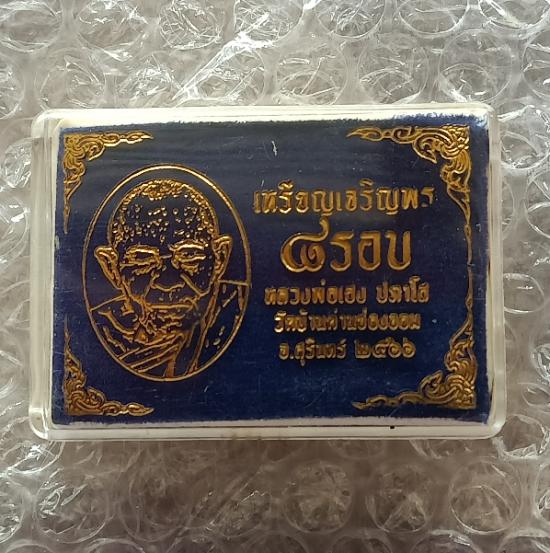 เหรียญเจริญพร
๘รอบ
หลวงพ่อเฮง ปภาโส
วัดบ้านด่านช่องจอม
จ.สุรินทร์ ๒๕๖๖